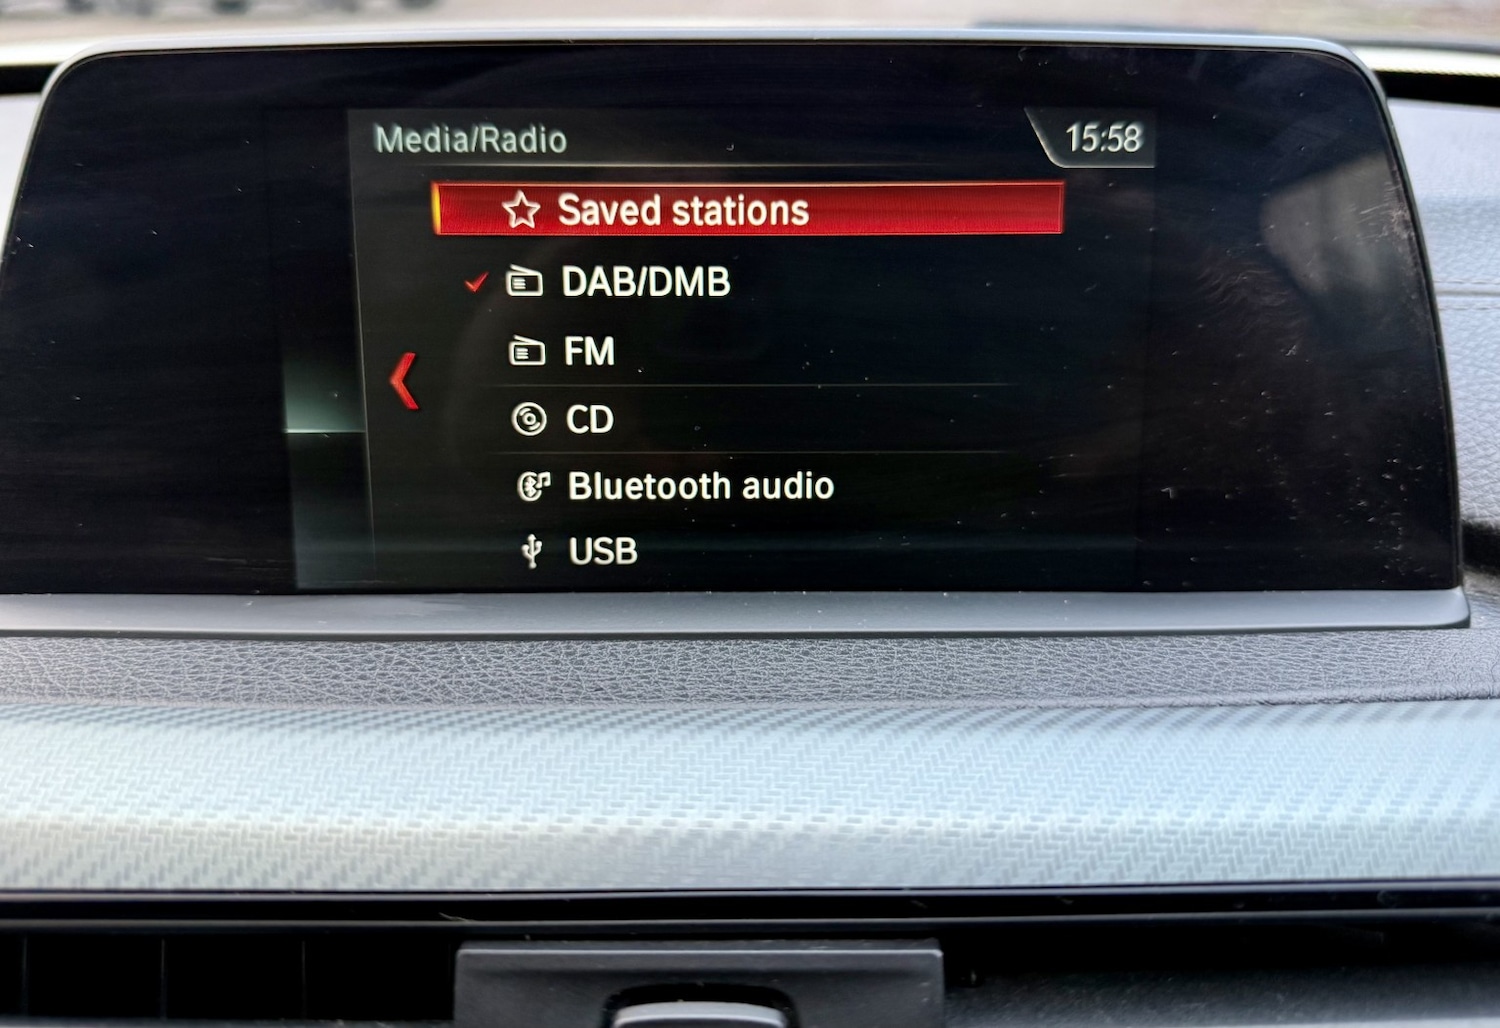 Media/Radio
15:58
Saved stations
DAB/DMB
FM
CD
Bluetooth audio
USB